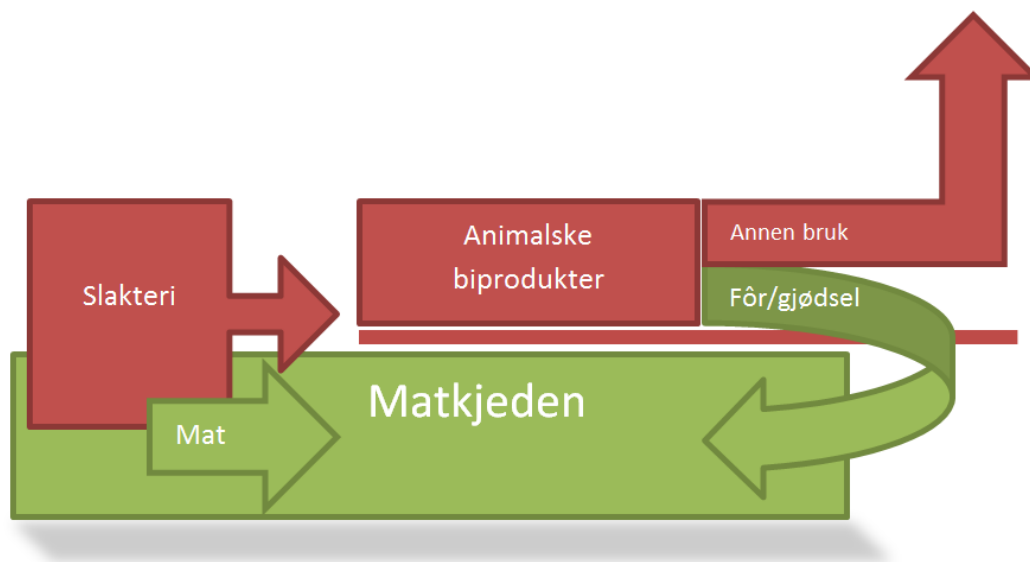 Slakteri
Animalske
biprodukter
Annen bruk
Fôr/gjødsel
Matkjeden
Mat